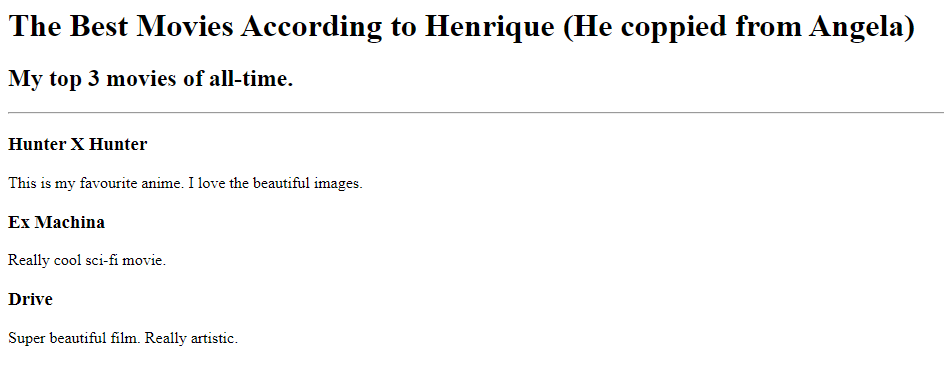 The Best Movies According to Henrique (He coppied from Angela)
My top 3 movies of all-time.
Hunter X Hunter
This is my favourite anime. I love the beautiful images.
Ex Machina
Really cool sci-fi movie.
Drive
Super beautiful film. Really artistic.